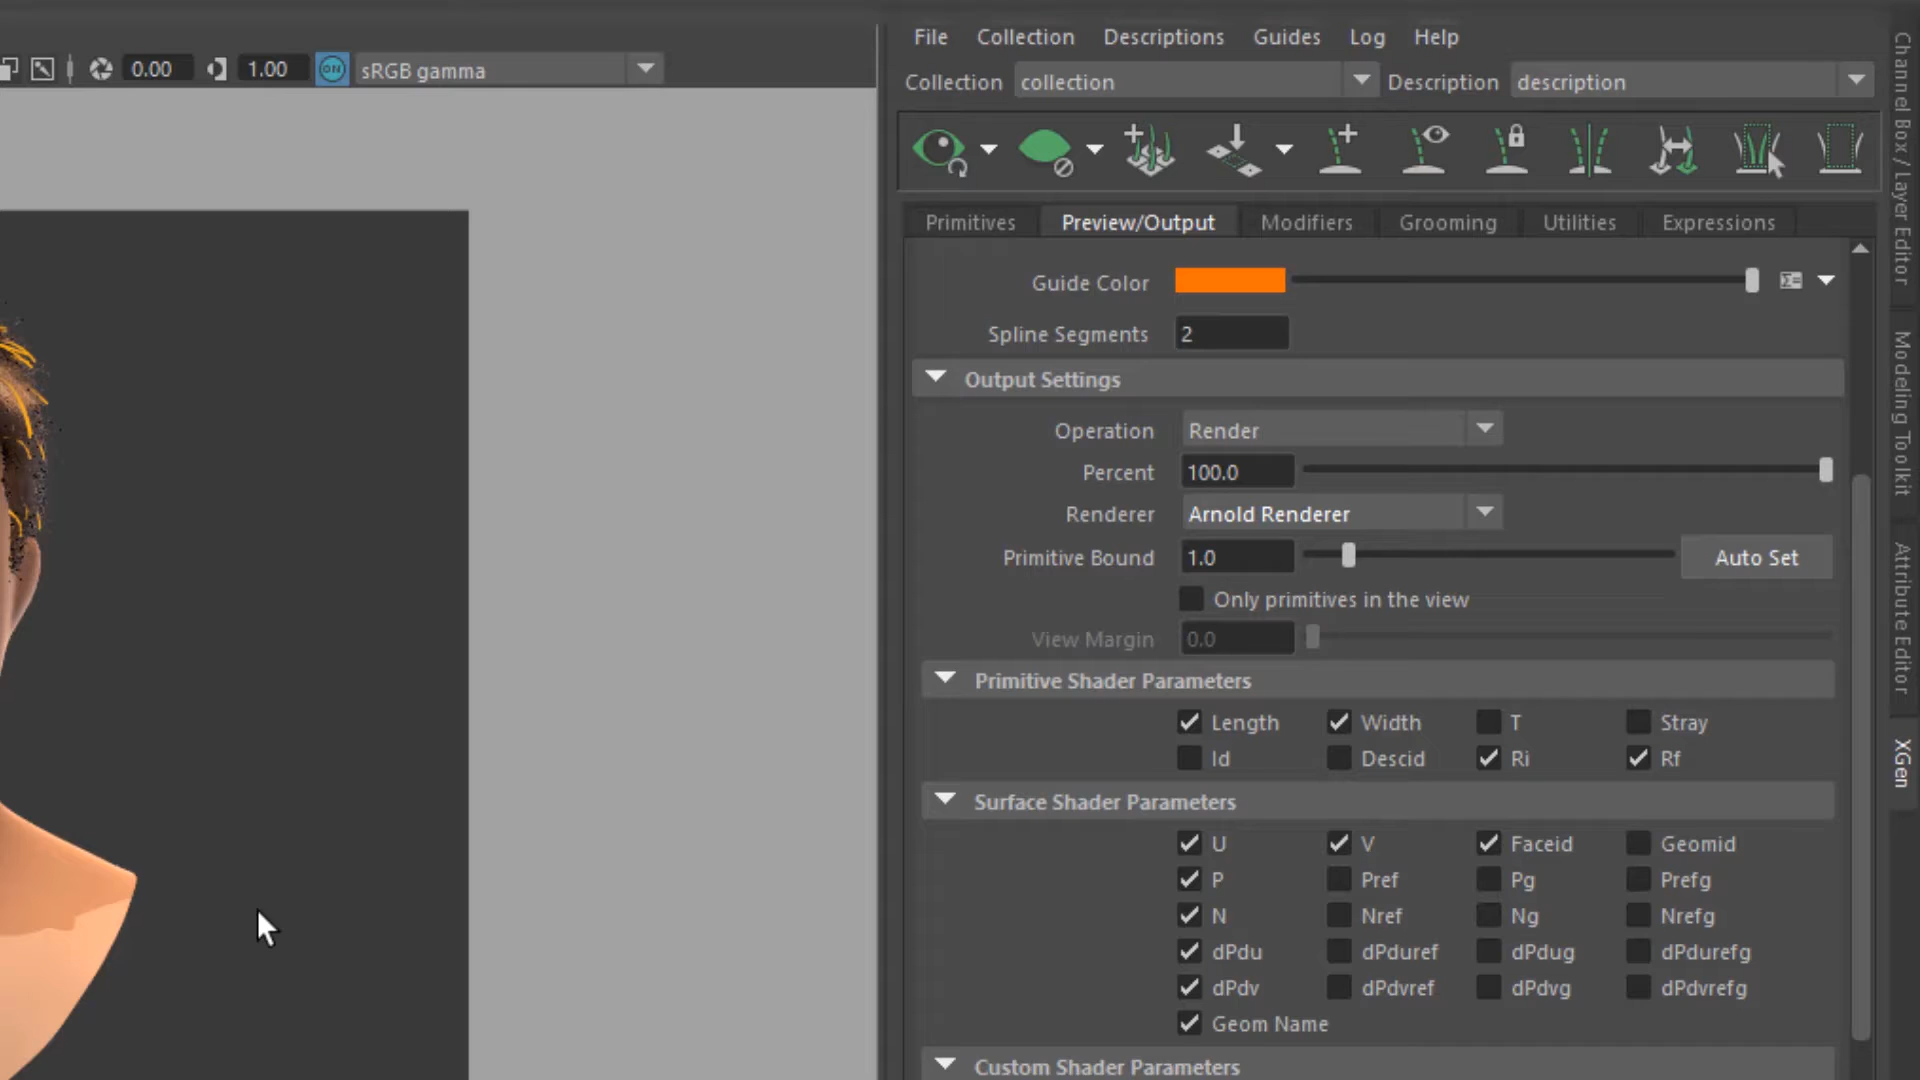 File Collection Descriptions Guides Log Help
0.00 1.00 ON sRGB gamma
Collection collection Description description
Primitives Preview/Output Modifiers Grooming Utilities Expressions
Guide Color
Spline Segments 2
Output Settings
Operation Render
Percent 100.0
Renderer Arnold Renderer
Primitive Bound 1.0 Auto Set
Only primitives in the view
View Margin 0.0
Primitive Shader Parameters
Length Width T Stray
Id Descid Ri Rf
Surface Shader Parameters
U V Faceid Geomid
P Pref Pg Prefg
N Nref Ng Nrefg
dPdu dPduref dPdug dPdurefg
dPdv dPdvref dPdvg dPdvrefg
Geom Name
Custom Shader Parameters
Channel Box / Layer Editor
Modeling Toolkit
Attribute Editor
XGen